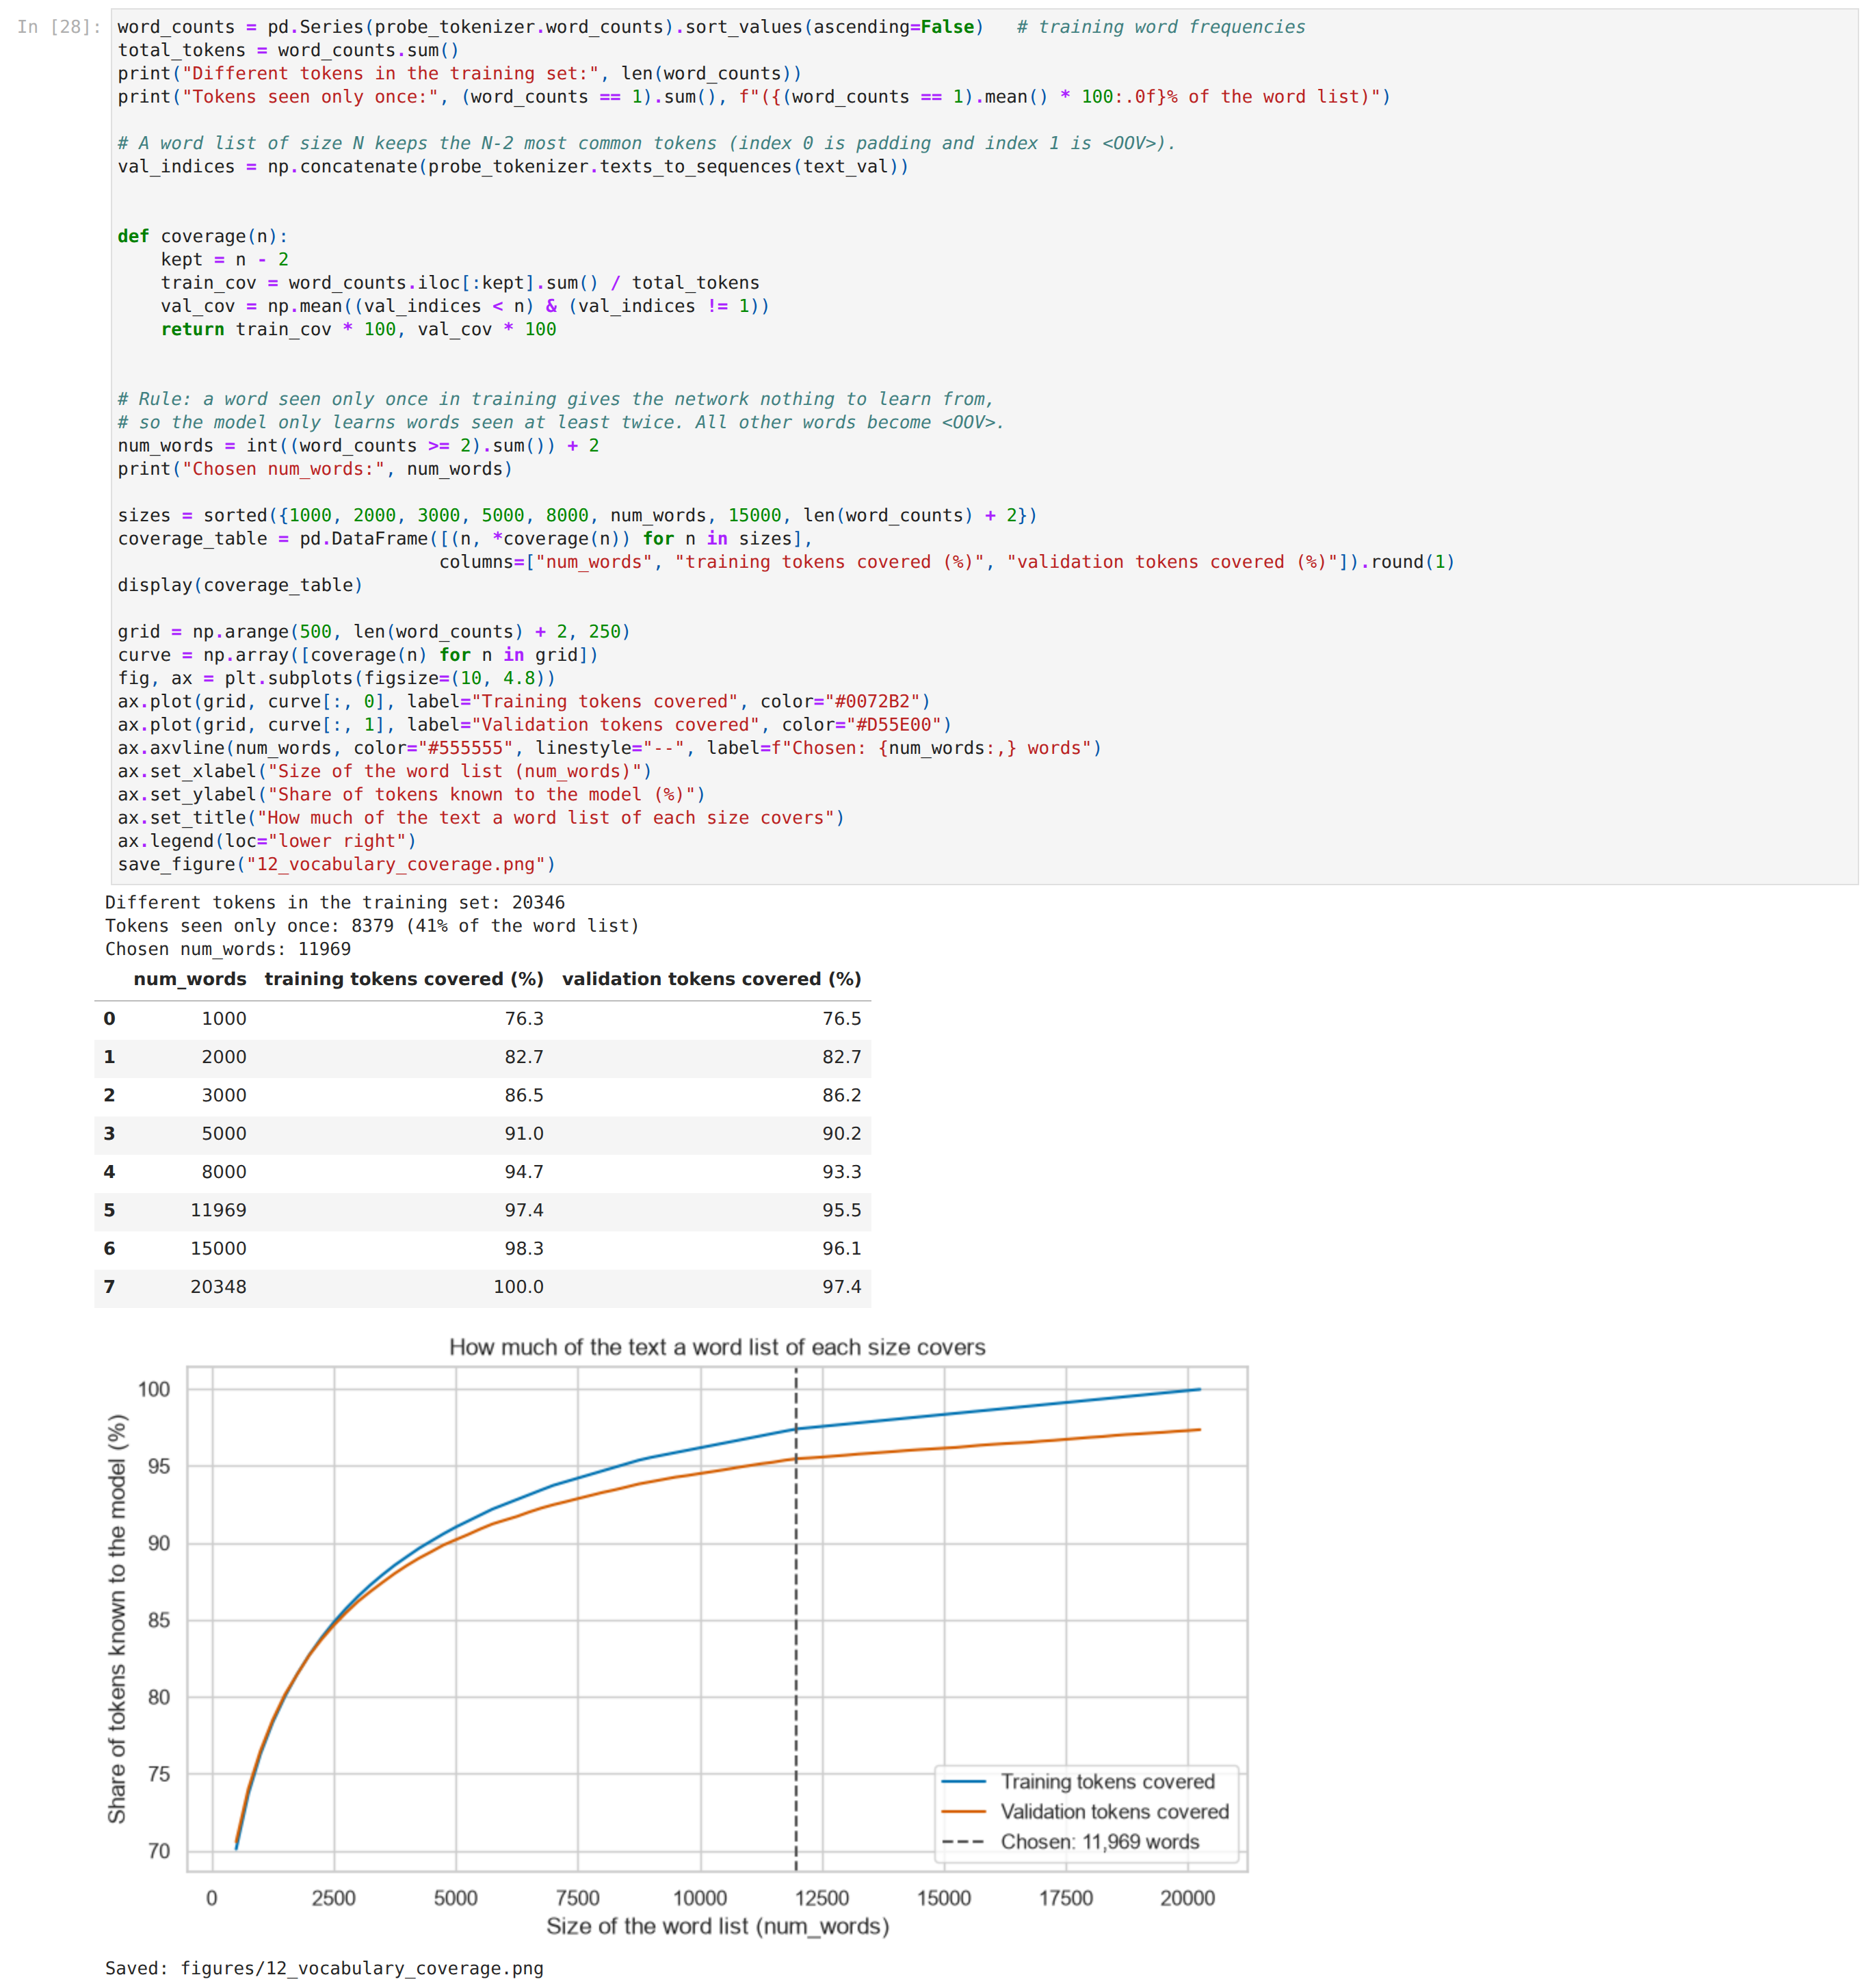 In [28]:
word_counts = pd.Series(probe_tokenizer.word_counts).sort_values(ascending=False)   # training word frequencies
total_tokens = word_counts.sum()
print("Different tokens in the training set:", len(word_counts))
print("Tokens seen only once:", (word_counts == 1).sum(), f"({(word_counts == 1).mean() * 100:.0f}% of the word list)")

# A word list of size N keeps the N-2 most common tokens (index 0 is padding and index 1 is <OOV>).
val_indices = np.concatenate(probe_tokenizer.texts_to_sequences(text_val))


def coverage(n):
    kept = n - 2
    train_cov = word_counts.iloc[:kept].sum() / total_tokens
    val_cov = np.mean((val_indices < n) & (val_indices != 1))
    return train_cov * 100, val_cov * 100


# Rule: a word seen only once in training gives the network nothing to learn from,
# so the model only learns words seen at least twice. All other words become <OOV>.
num_words = int((word_counts >= 2).sum()) + 2
print("Chosen num_words:", num_words)

sizes = sorted({1000, 2000, 3000, 5000, 8000, num_words, 15000, len(word_counts) + 2})
coverage_table = pd.DataFrame([(n, *coverage(n)) for n in sizes],
                              columns=["num_words", "training tokens covered (%)", "validation tokens covered (%)"]).round(1)
display(coverage_table)

grid = np.arange(500, len(word_counts) + 2, 250)
curve = np.array([coverage(n) for n in grid])
fig, ax = plt.subplots(figsize=(10, 4.8))
ax.plot(grid, curve[:, 0], label="Training tokens covered", color="#0072B2")
ax.plot(grid, curve[:, 1], label="Validation tokens covered", color="#D55E00")
ax.axvline(num_words, color="#555555", linestyle="--", label=f"Chosen: {num_words:,} words")
ax.set_xlabel("Size of the word list (num_words)")
ax.set_ylabel("Share of tokens known to the model (%)")
ax.set_title("How much of the text a word list of each size covers")
ax.legend(loc="lower right")
save_figure("12_vocabulary_coverage.png")
Different tokens in the training set: 20346
Tokens seen only once: 8379 (41% of the word list)
Chosen num_words: 11969
num_words training tokens covered (%) validation tokens covered (%)
0 1000 76.3 76.5
1 2000 82.7 82.7
2 3000 86.5 86.2
3 5000 91.0 90.2
4 8000 94.7 93.3
5 11969 97.4 95.5
6 15000 98.3 96.1
7 20348 100.0 97.4
How much of the text a word list of each size covers
Share of tokens known to the model (%)
100
95
90
85
80
75
70
Training tokens covered
Validation tokens covered
Chosen: 11,969 words
0 2500 5000 7500 10000 12500 15000 17500 20000
Size of the word list (num_words)
Saved: figures/12_vocabulary_coverage.png